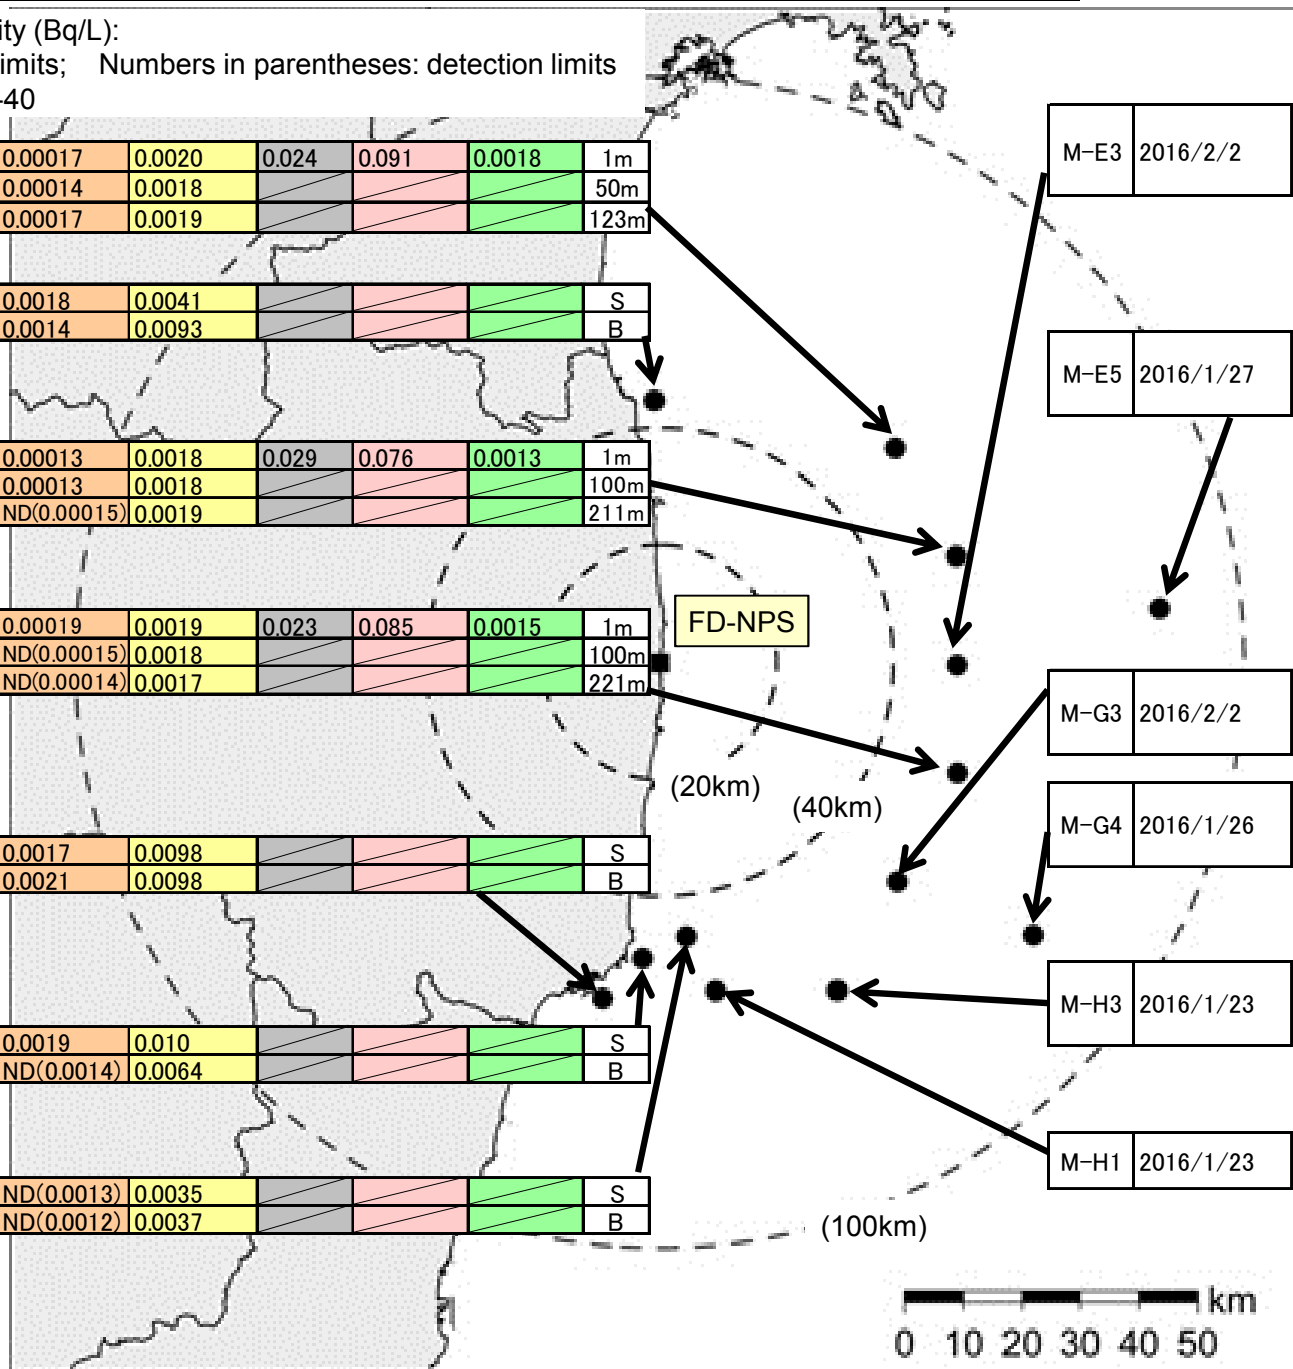 ity (Bq/L):
imits; Numbers in parentheses: detection limits
-40
0.00017 0.0020 0.024 0.091 0.0018 1m
0.00014 0.0018 50m
0.00017 0.0019 123m
M-E3 2016/2/2
0.0018 0.0041 S
0.0014 0.0093 B
M-E5 2016/1/27
0.00013 0.0018 0.029 0.076 0.0013 1m
0.00013 0.0018 100m
ND(0.00015) 0.0019 211m
0.00019 0.0019 0.023 0.085 0.0015 1m
ND(0.00015) 0.0018 100m
ND(0.00014) 0.0017 221m
FD-NPS
M-G3 2016/2/2
(20km)
(40km)
M-G4 2016/1/26
0.0017 0.0098 S
0.0021 0.0098 B
M-H3 2016/1/23
0.0019 0.010 S
ND(0.0014) 0.0064 B
M-H1 2016/1/23
ND(0.0013) 0.0035 S
ND(0.0012) 0.0037 B
(100km)
km
0 10 20 30 40 50